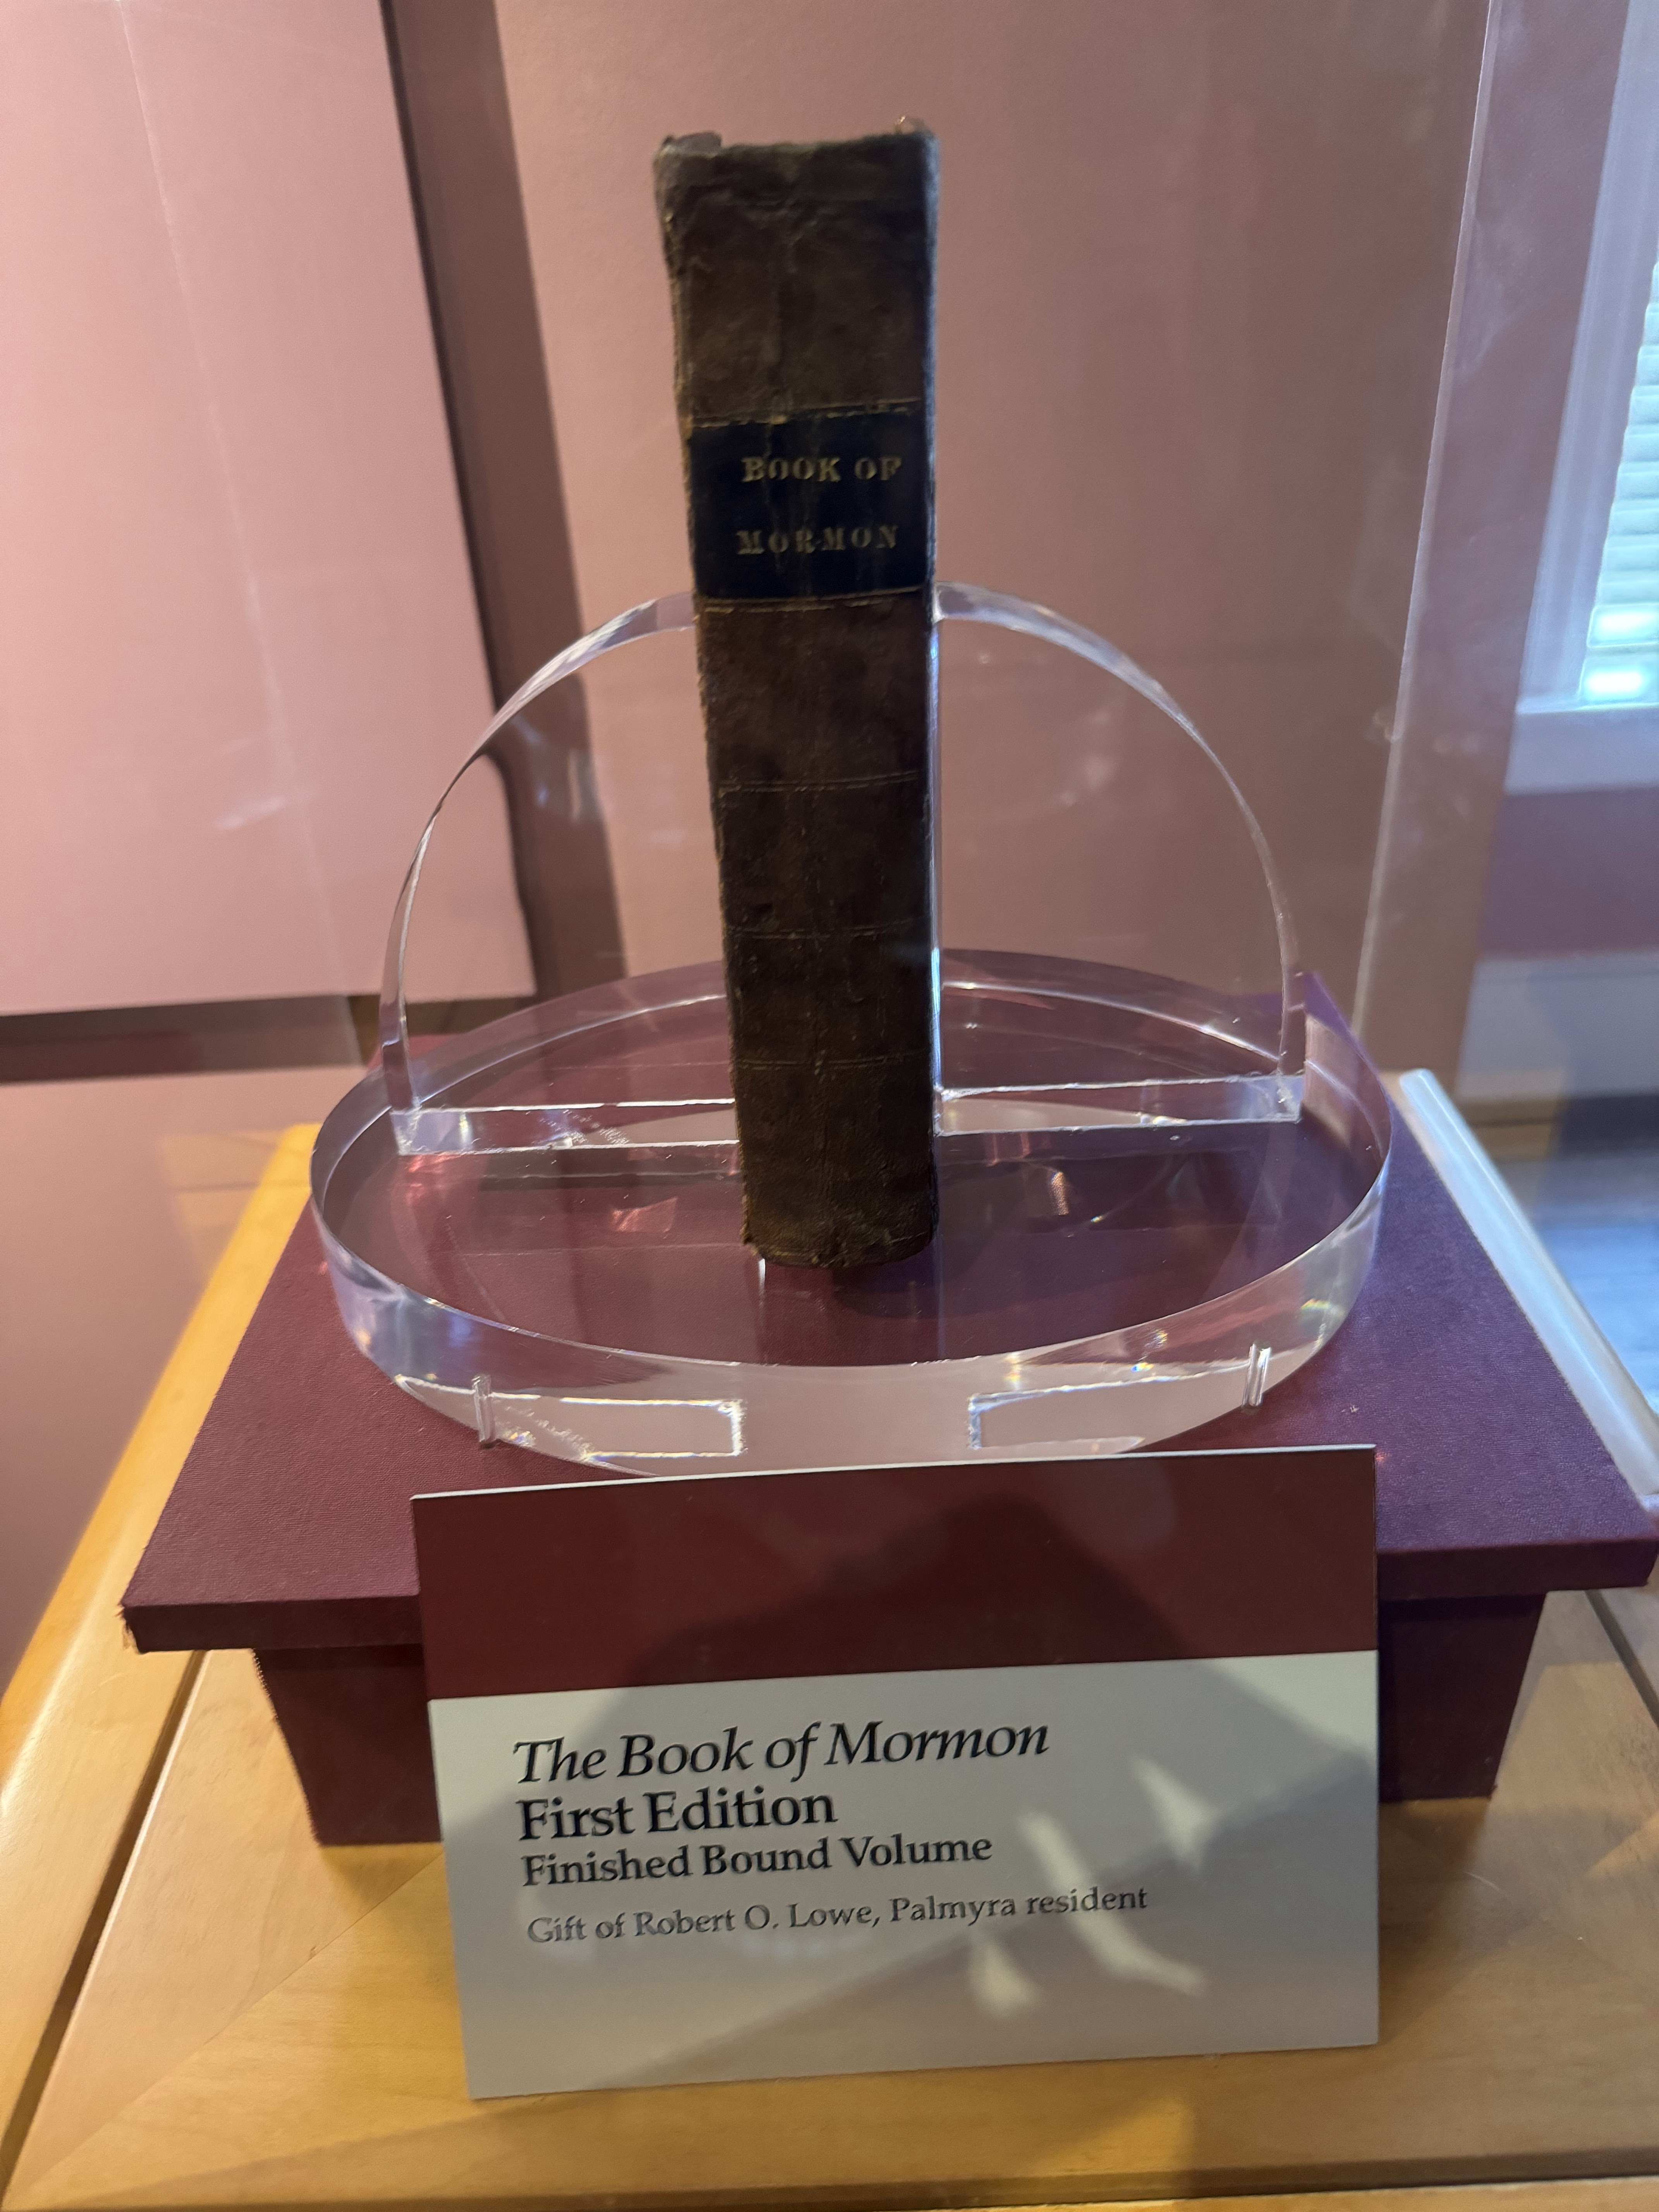 BOOK OF
MORMON
The Book of Mormon
First Edition
Finished Bound Volume
Gift of Robert O. Lowe, Palmyra resident